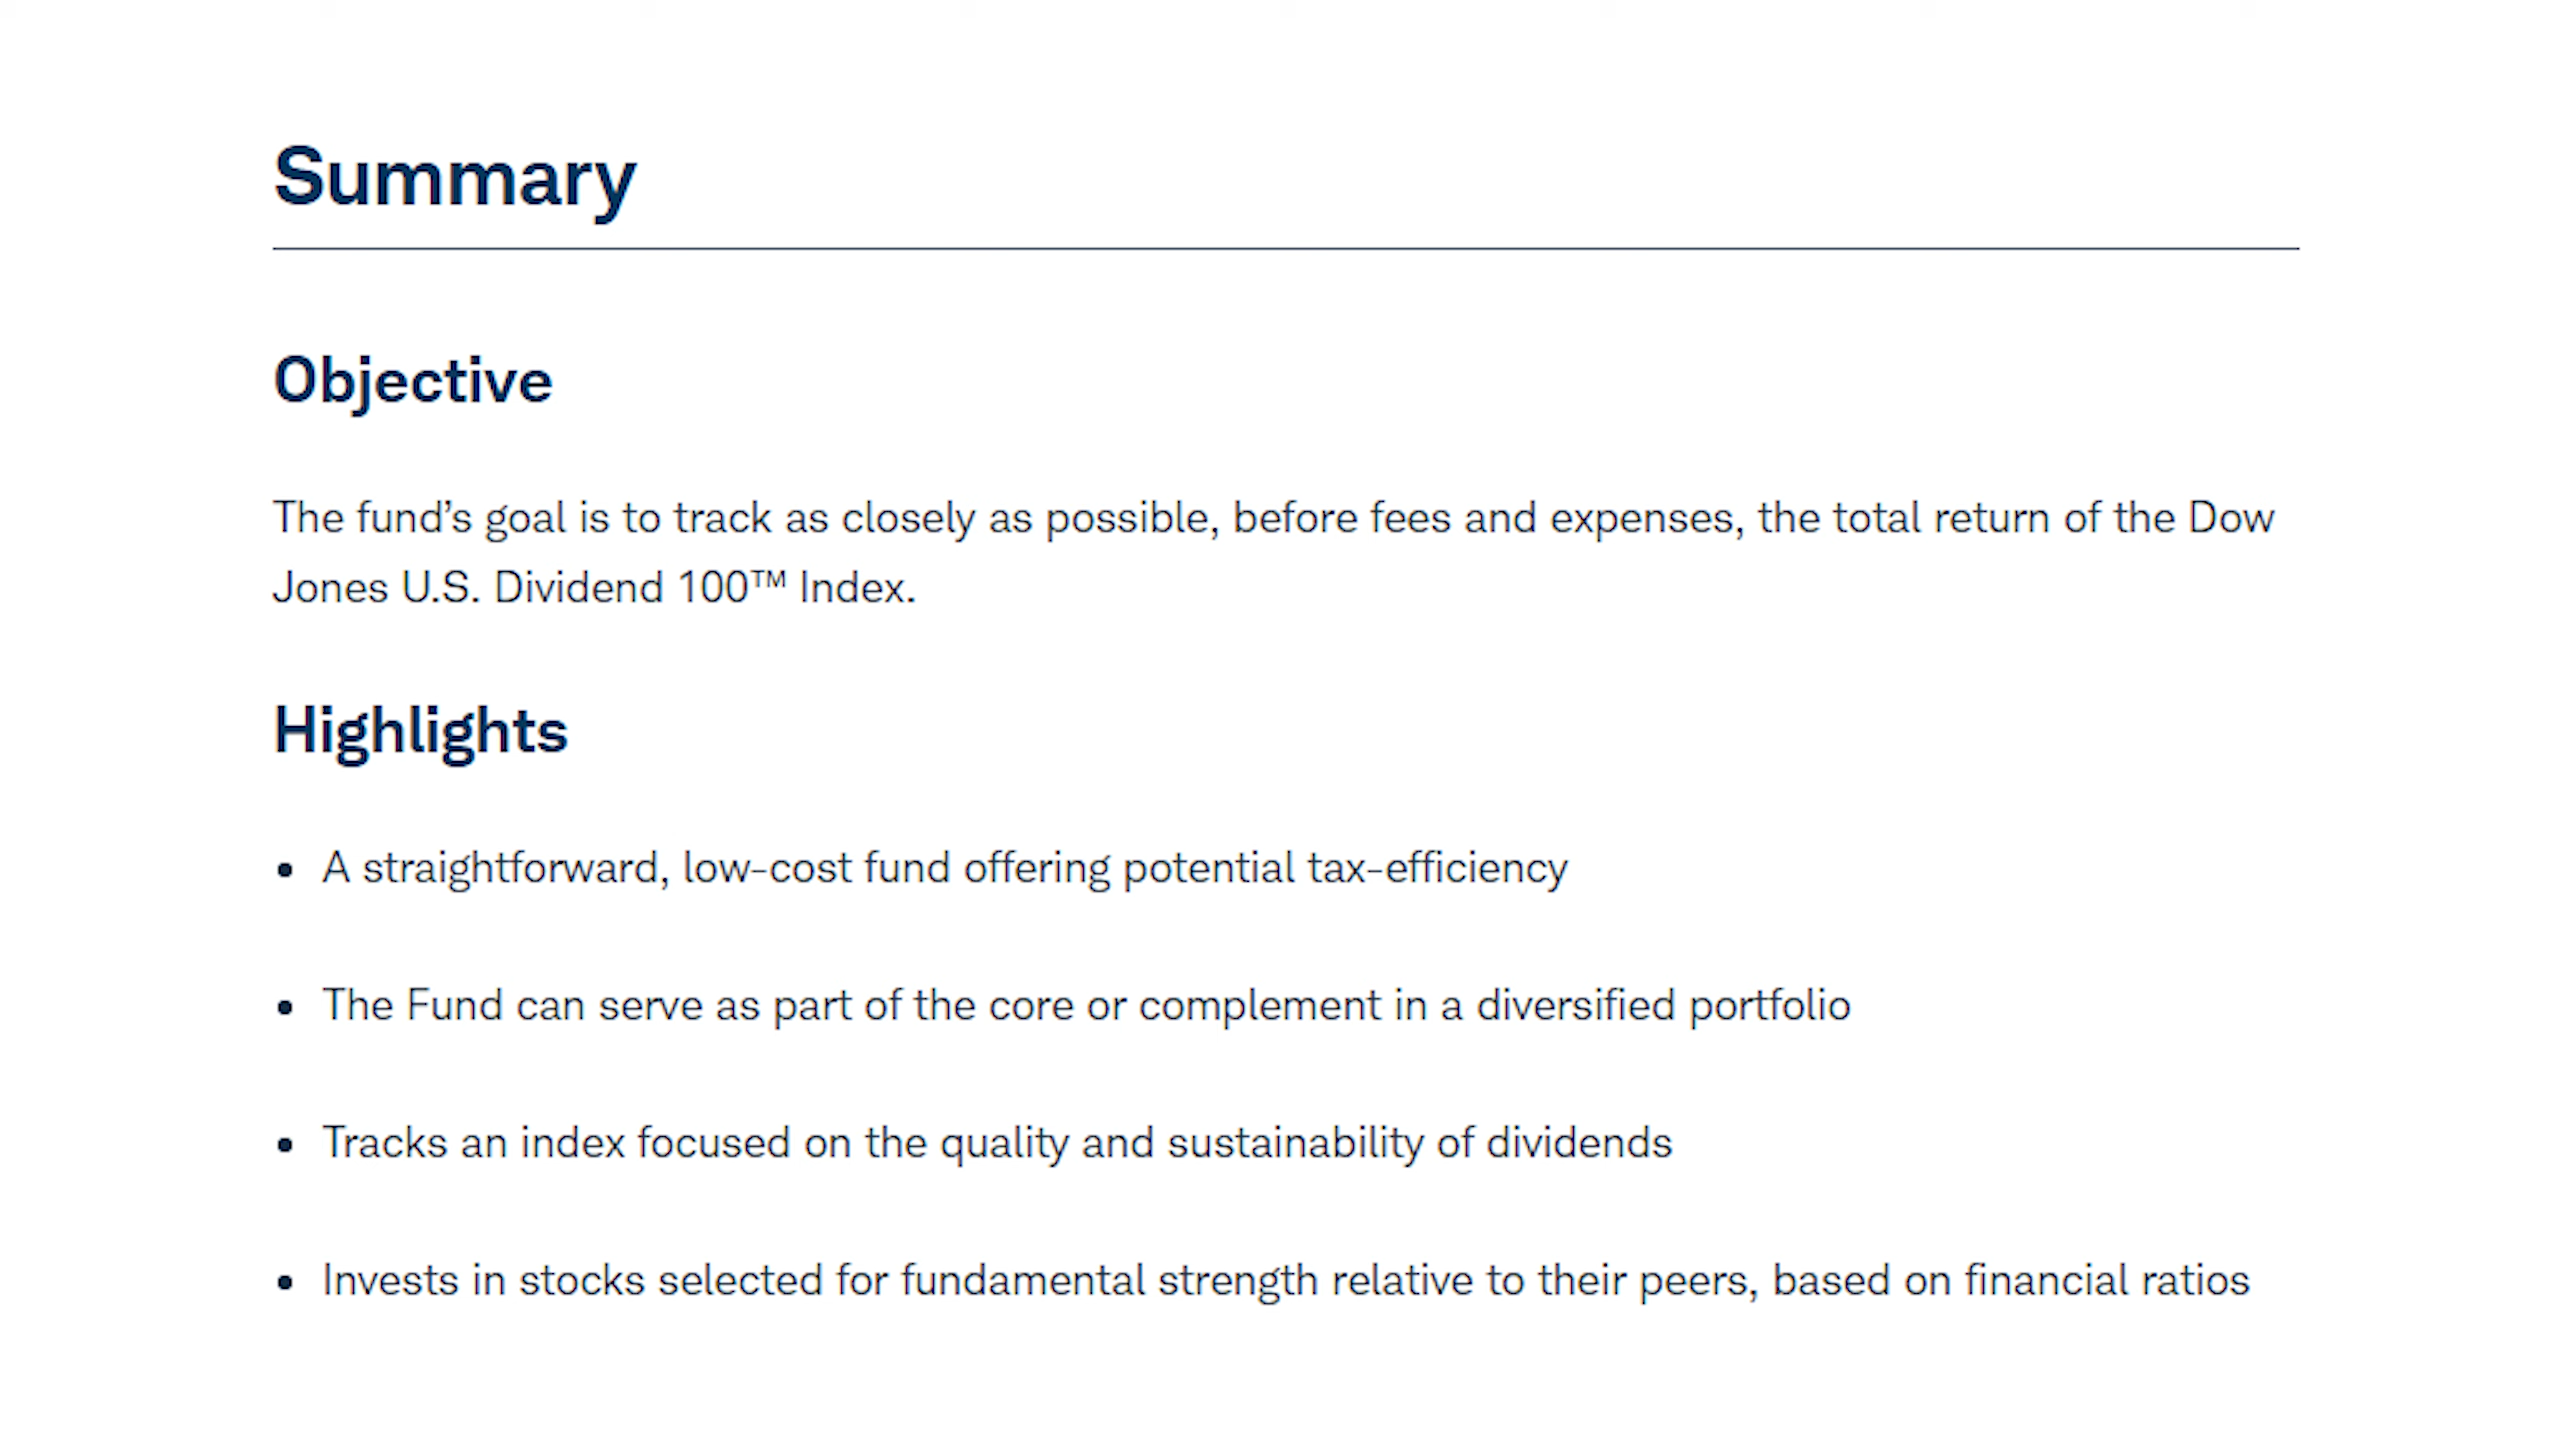 Summary
Objective
The fund’s goal is to track as closely as possible, before fees and expenses, the total return of the Dow
Jones U.S. Dividend 100™ Index.
Highlights
• A straightforward, low-cost fund offering potential tax-efficiency
• The Fund can serve as part of the core or complement in a diversified portfolio
• Tracks an index focused on the quality and sustainability of dividends
• Invests in stocks selected for fundamental strength relative to their peers, based on financial ratios